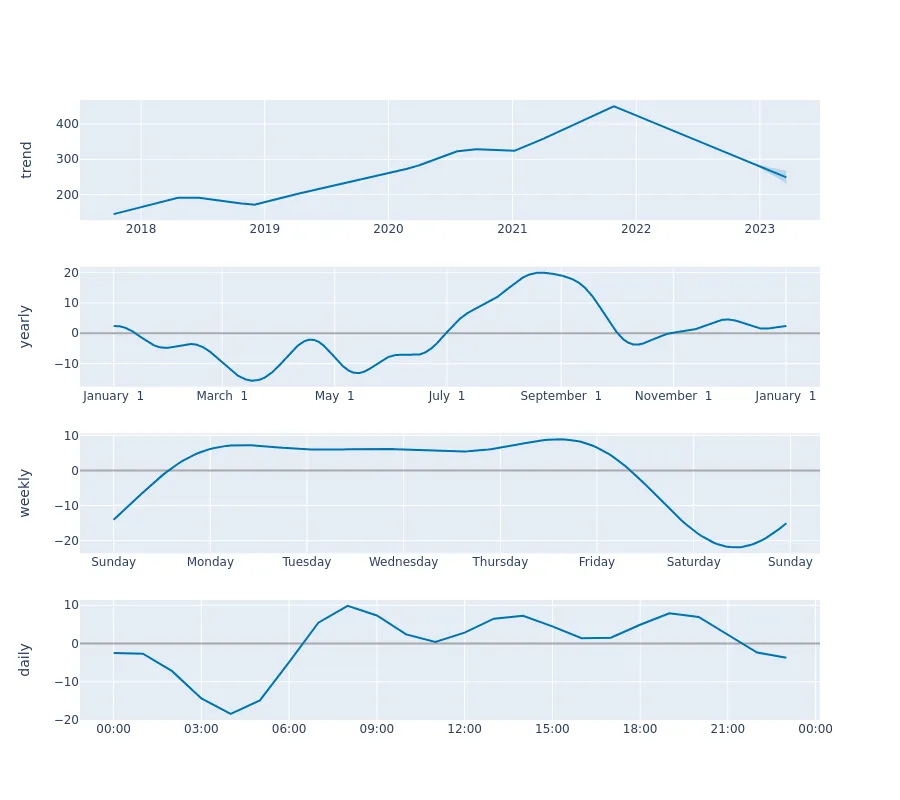 trend
400
300
200
2018 2019 2020 2021 2022 2023
yearly
20
10
0
−10
January 1 March 1 May 1 July 1 September 1 November 1 January 1
weekly
10
0
−10
−20
Sunday Monday Tuesday Wednesday Thursday Friday Saturday Sunday
daily
10
0
−10
−20
00:00 03:00 06:00 09:00 12:00 15:00 18:00 21:00 00:00